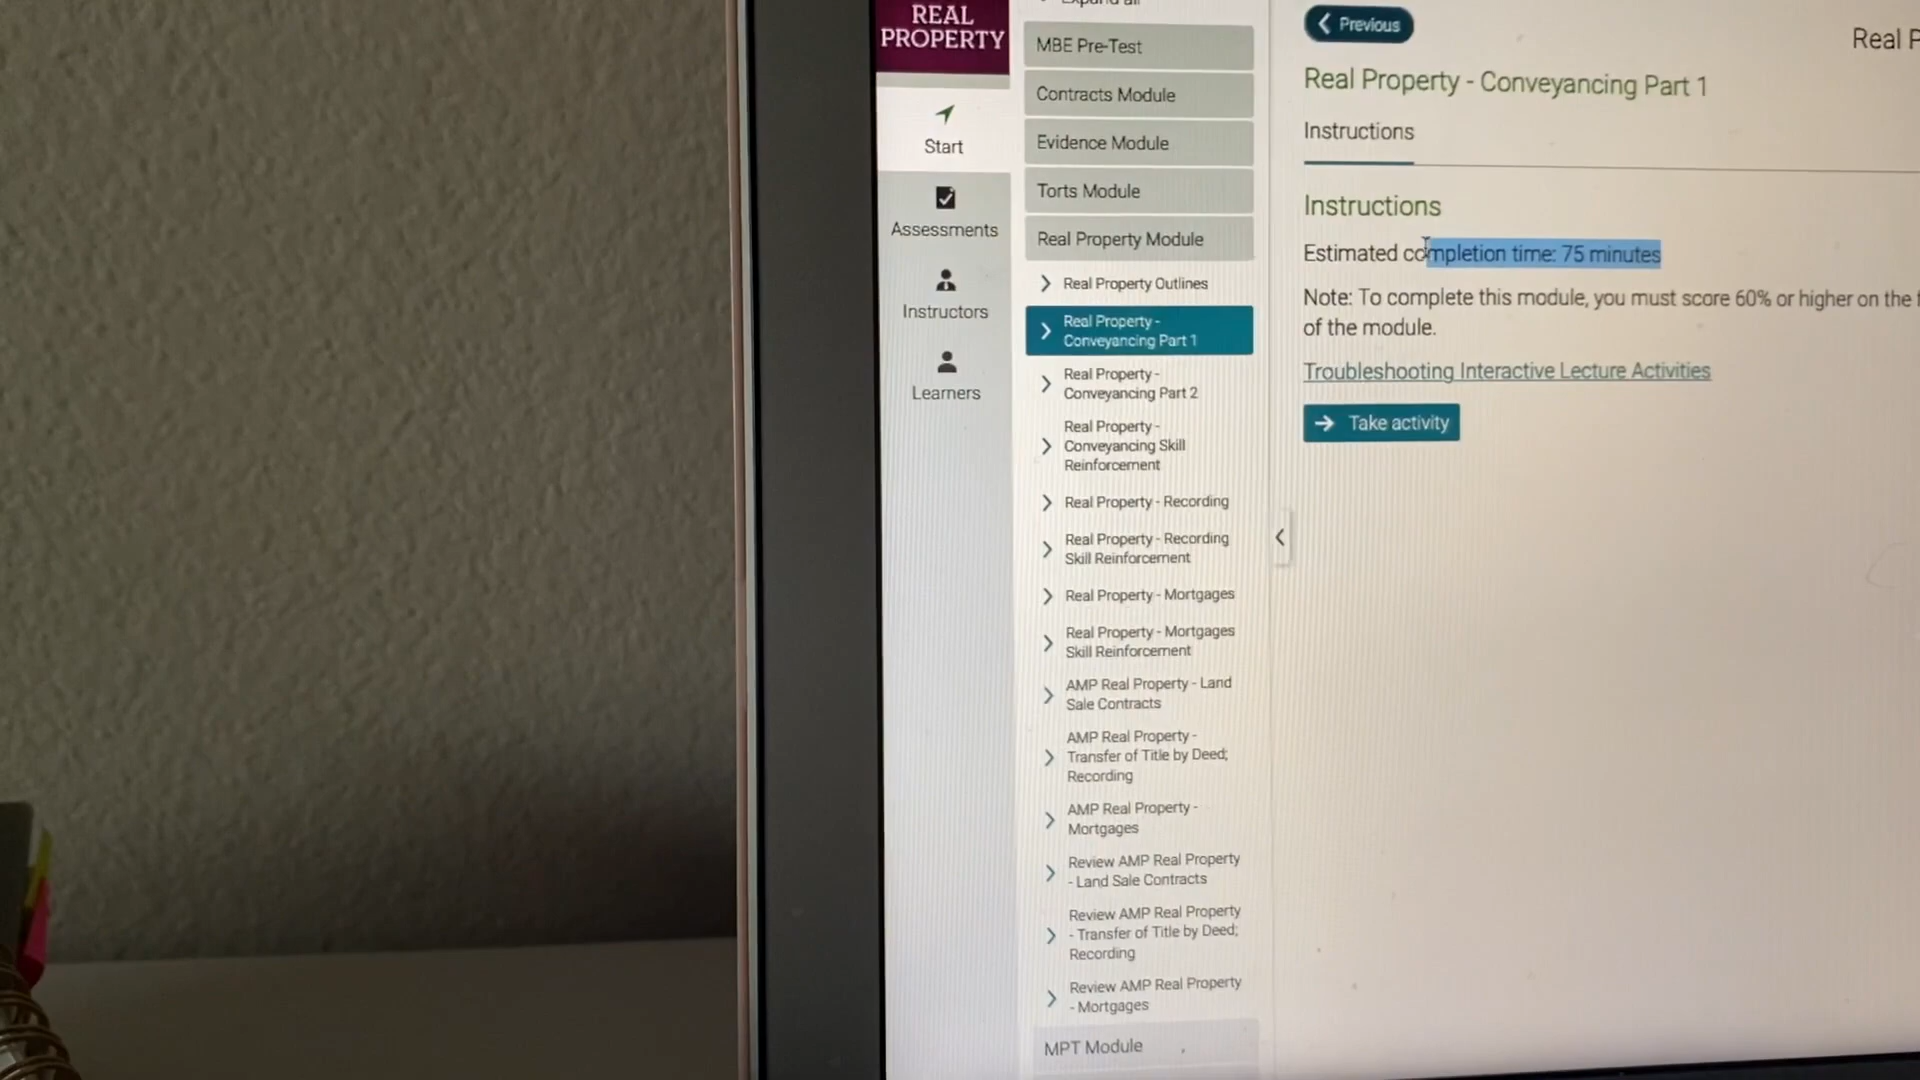 REAL
PROPERTY
Start
Assessments
Instructors
Learners
Expand all
MBE Pre-Test
Contracts Module
Evidence Module
Torts Module
Real Property Module
Real Property Outlines
Real Property -
Conveyancing Part 1
Real Property -
Conveyancing Part 2
Real Property -
Conveyancing Skill
Reinforcement
Real Property - Recording
Real Property - Recording
Skill Reinforcement
Real Property - Mortgages
Real Property - Mortgages
Skill Reinforcement
AMP Real Property - Land
Sale Contracts
AMP Real Property -
Transfer of Title by Deed;
Recording
AMP Real Property -
Mortgages
Review AMP Real Property
- Land Sale Contracts
Review AMP Real Property
- Transfer of Title by Deed;
Recording
Review AMP Real Property
- Mortgages
MPT Module
Previous
Real P
Real Property - Conveyancing Part 1
Instructions
Instructions
Estimated completion time: 75 minutes
Note: To complete this module, you must score 60% or higher on the
of the module.
Troubleshooting Interactive Lecture Activities
Take activity